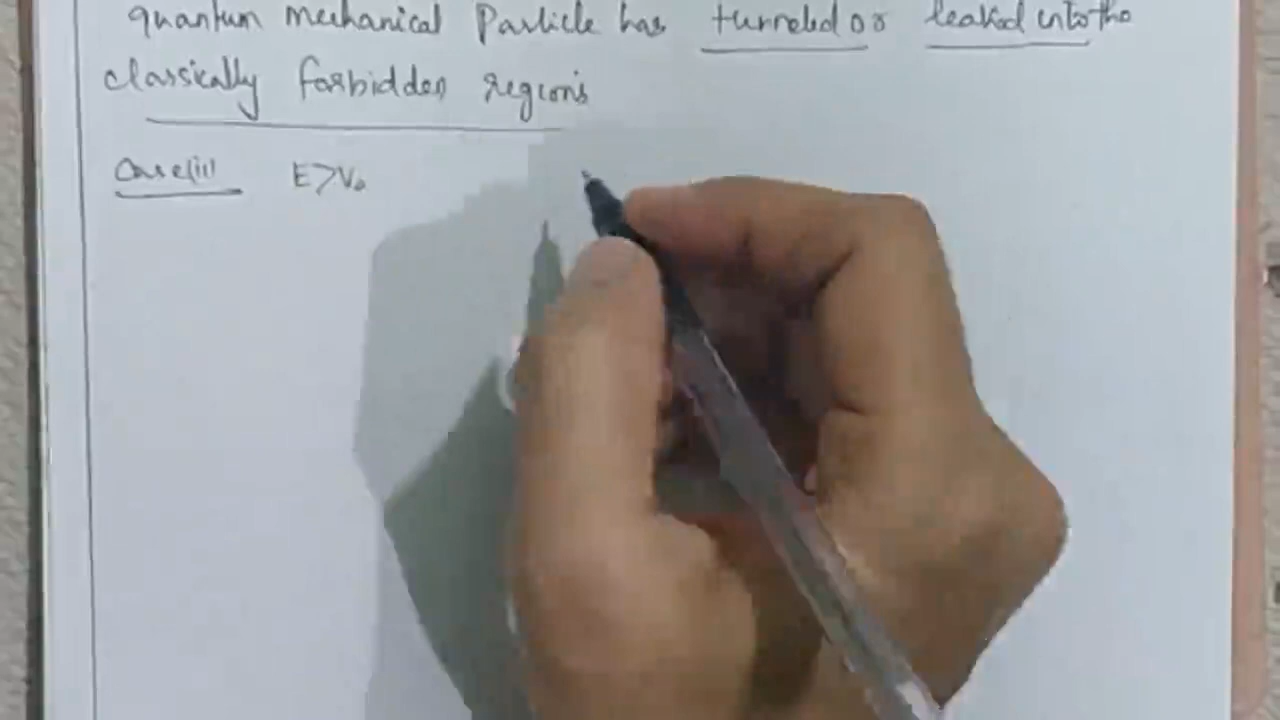 quantum mechanical Particle has tunneled or leaked into the
classically forbidden regions
Case(ii) E>V₀